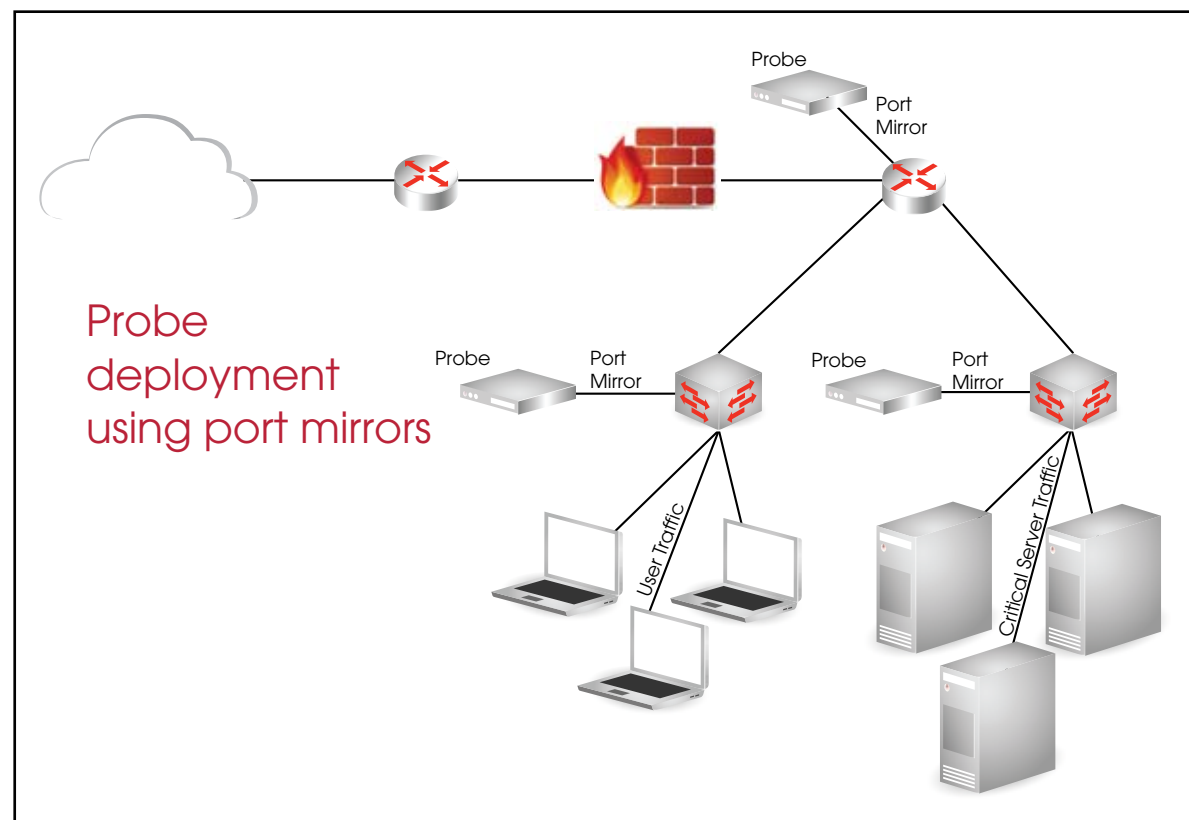 Probe
Port
Mirror
Probe
deployment
using port mirrors
Probe
Port
Mirror
Probe
Port
Mirror
User Traffic
Critical Server Traffic